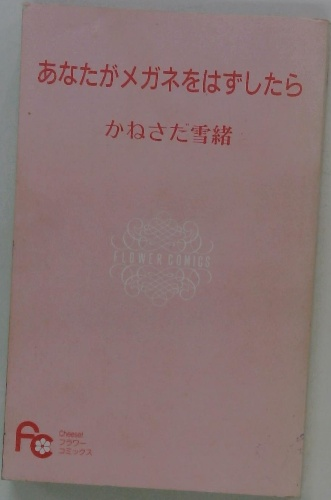 あなたがメガネをはずしたら
かねさだ雪緒
FLOWER COMICS
FC
Cheese!
フラワー
コミックス